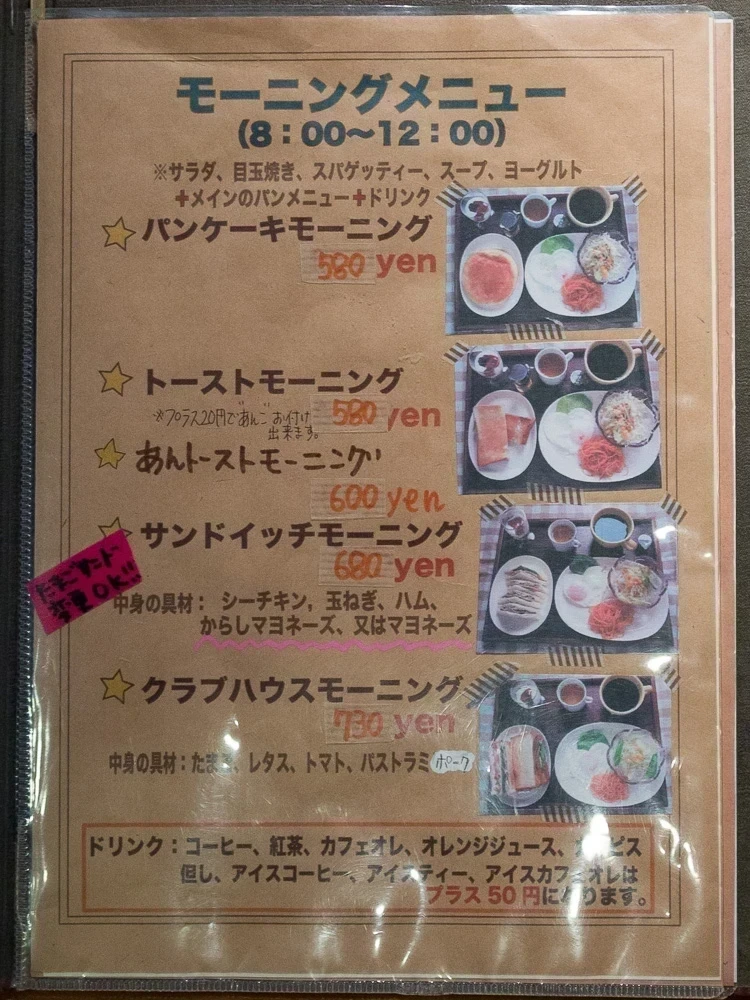 モーニングメニュー
(8：00～12：00)
※サラダ、目玉焼き、スパゲッティー、スープ、ヨーグルト
＋メインのパンメニュー＋ドリンク
パンケーキモーニング
580 yen
トーストモーニング
580 yen
※プラス20円であんこお付け
出来ます。
あんトーストモーニング
600 yen
サンドイッチモーニング
680 yen
たまごサンド
変更OK!!
中身の具材： シーチキン，玉ねぎ、ハム、
からしマヨネーズ、又はマヨネーズ
クラブハウスモーニング
730 yen
中身の具材：たまご、レタス、トマト、パストラミポーク
ドリンク：コーヒー、紅茶、カフェオレ、オレンジジュース、
但し、アイスコーヒー、アイスティー、アイスカフェオレは
プラス 50 円になります。